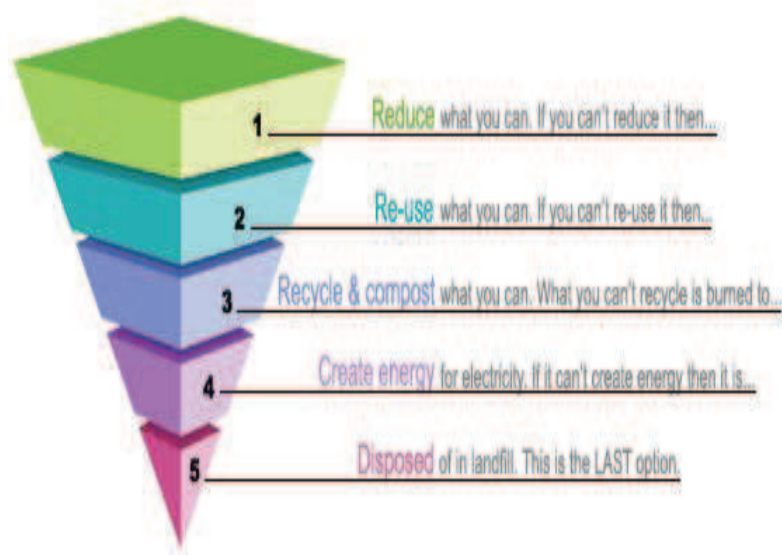 1 Reduce what you can. If you can't reduce it then...
2 Re-use what you can. If you can't re-use it then...
3 Recycle & compost what you can. What you can't recycle is burned to...
4 Create energy for electricity. If it can't create energy then it is...
5 Disposed of in landfill. This is the LAST option.